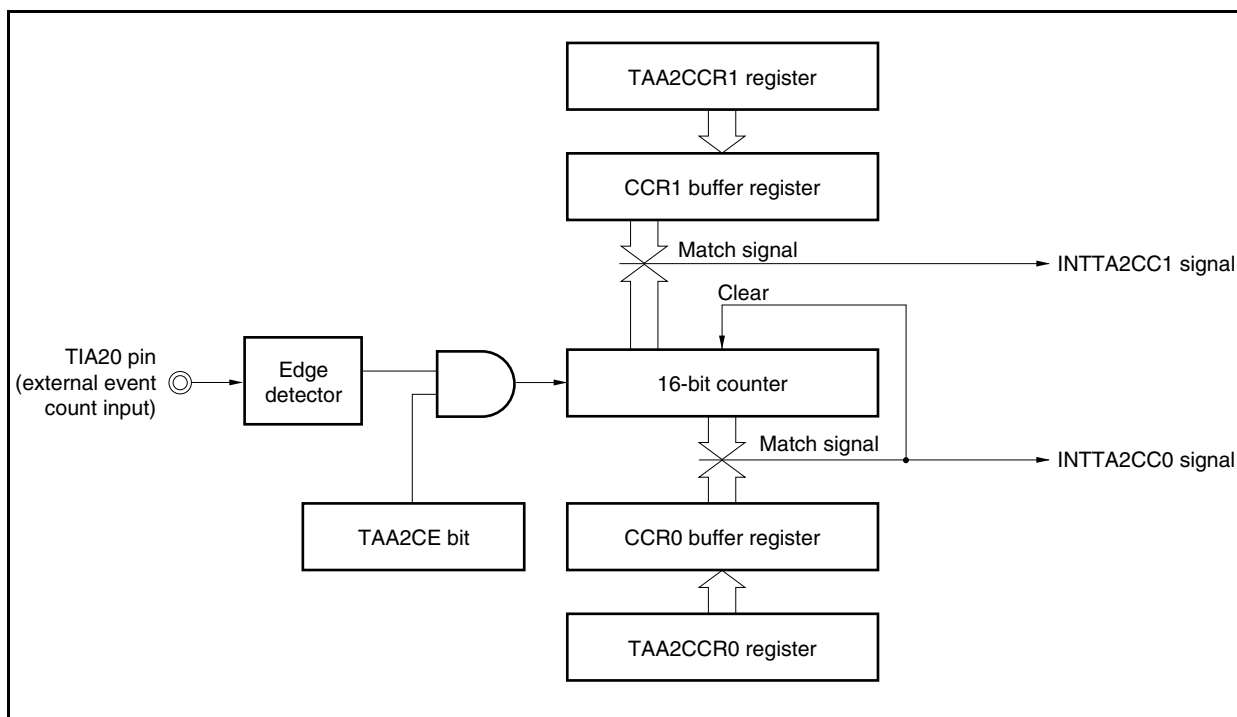 TAA2CCR1 register
CCR1 buffer register
Match signal
INTTA2CC1 signal
Clear
TIA20 pin
(external event
count input)
Edge
detector
16-bit counter
Match signal
INTTA2CC0 signal
TAA2CE bit
CCR0 buffer register
TAA2CCR0 register